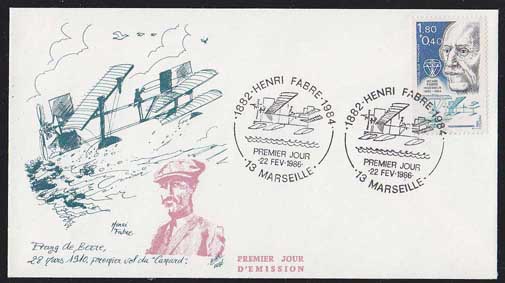 1,80
+0,40
1882·HENRI FABRE·1984
PREMIER JOUR
·22 FEV·1986·
·13 MARSEILLE·
1882·HENRI FABRE·1984
PREMIER JOUR
·22 FEV·1986·
·13 MARSEILLE·
Henri
Fabre
Etang de Berre,
28 mars 1910, premier vol du "Canard".
PREMIER JOUR
D'EMISSION